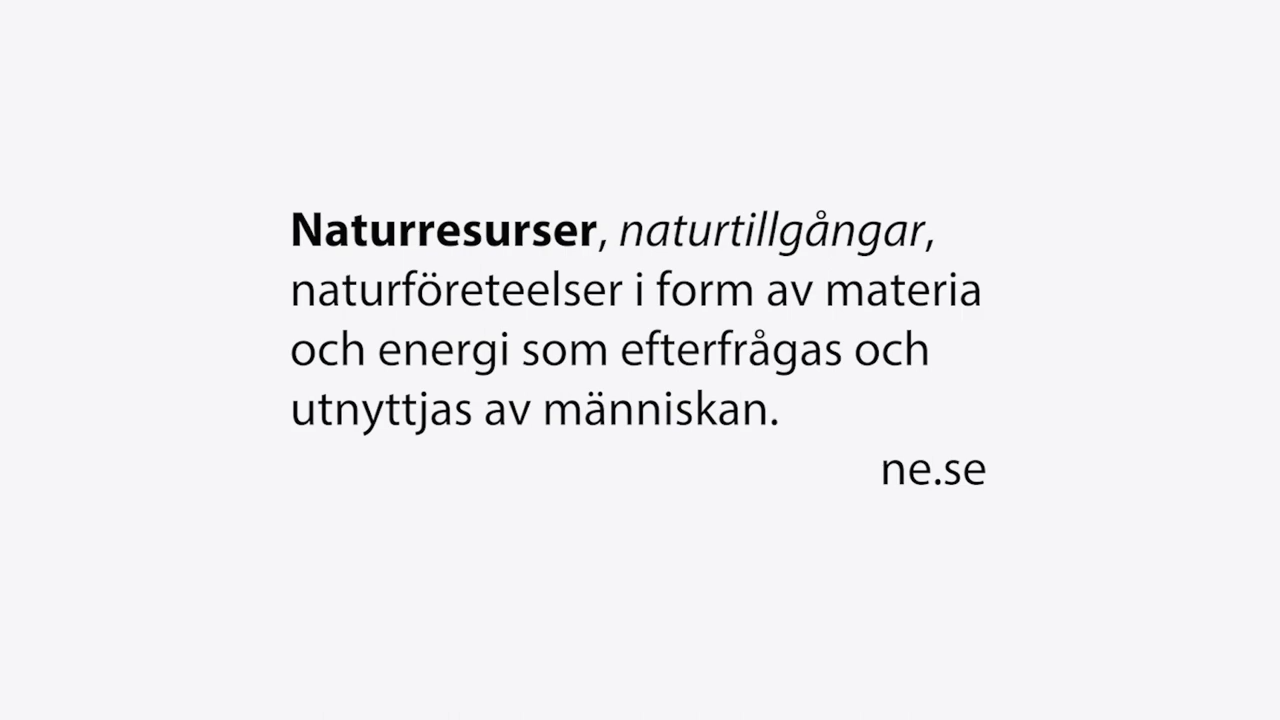 Naturresurser, naturtillgångar,
naturföreteelser i form av materia
och energi som efterfrågas och
utnyttjas av människan.
ne.se